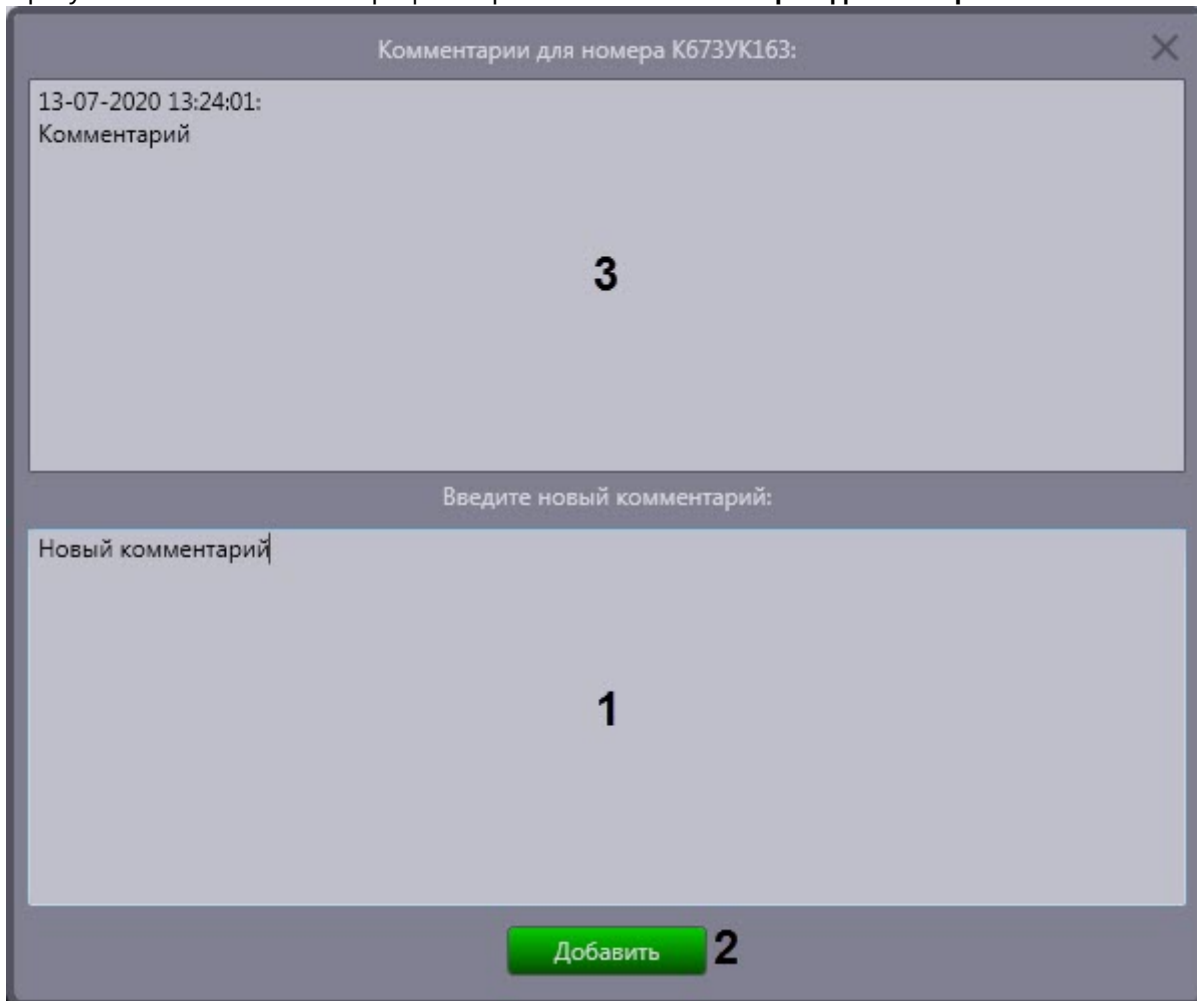 Комментарии для номера К673УК163:
13-07-2020 13:24:01:
Комментарий
3
Введите новый комментарий:
Новый комментарий
1
Добавить 2